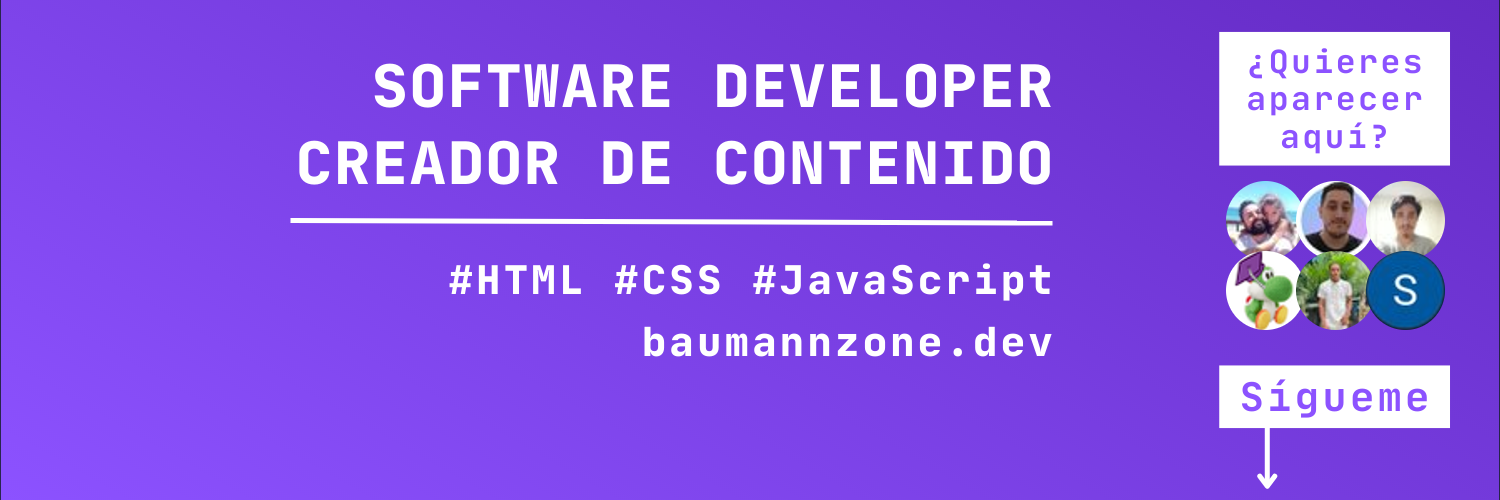 SOFTWARE DEVELOPER
CREADOR DE CONTENIDO
#HTML #CSS #JavaScript
baumannzone.dev
¿Quieres
aparecer
aquí?
S
Sígueme